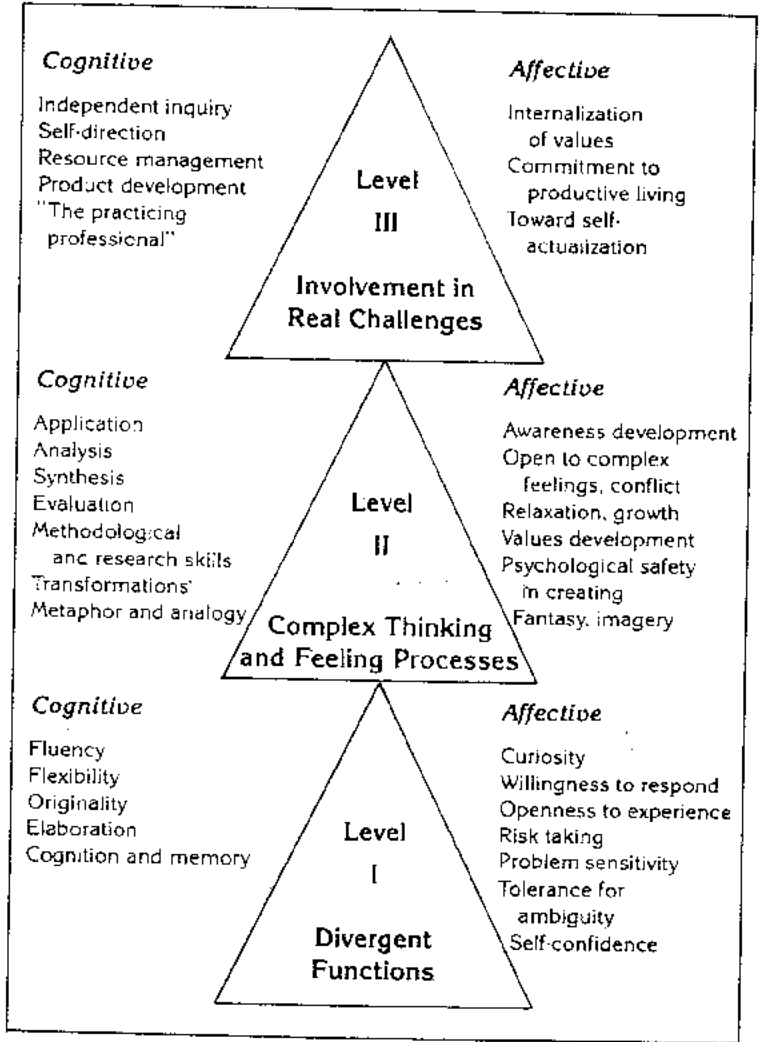 Cognitive
Independent inquiry
Self-direction
Resource management
Product development
"The practicing
professional"
Level
III
Involvement in
Real Challenges
Affective
Internalization
of values
Commitment to
productive living
Toward self-
actualization
Cognitive
Application
Analysis
Synthesis
Evaluation
Methodological
and research skills
Transformations
Metaphor and analogy
Level
II
Complex Thinking
and Feeling Processes
Affective
Awareness development
Open to complex
feelings, conflict
Relaxation, growth
Values development
Psychological safety
in creating
Fantasy, imagery
Cognitive
Fluency
Flexibility
Originality
Elaboration
Cognition and memory
Level
I
Divergent
Functions
Affective
Curiosity
Willingness to respond
Openness to experience
Risk taking
Problem sensitivity
Tolerance for
ambiguity
Self-confidence